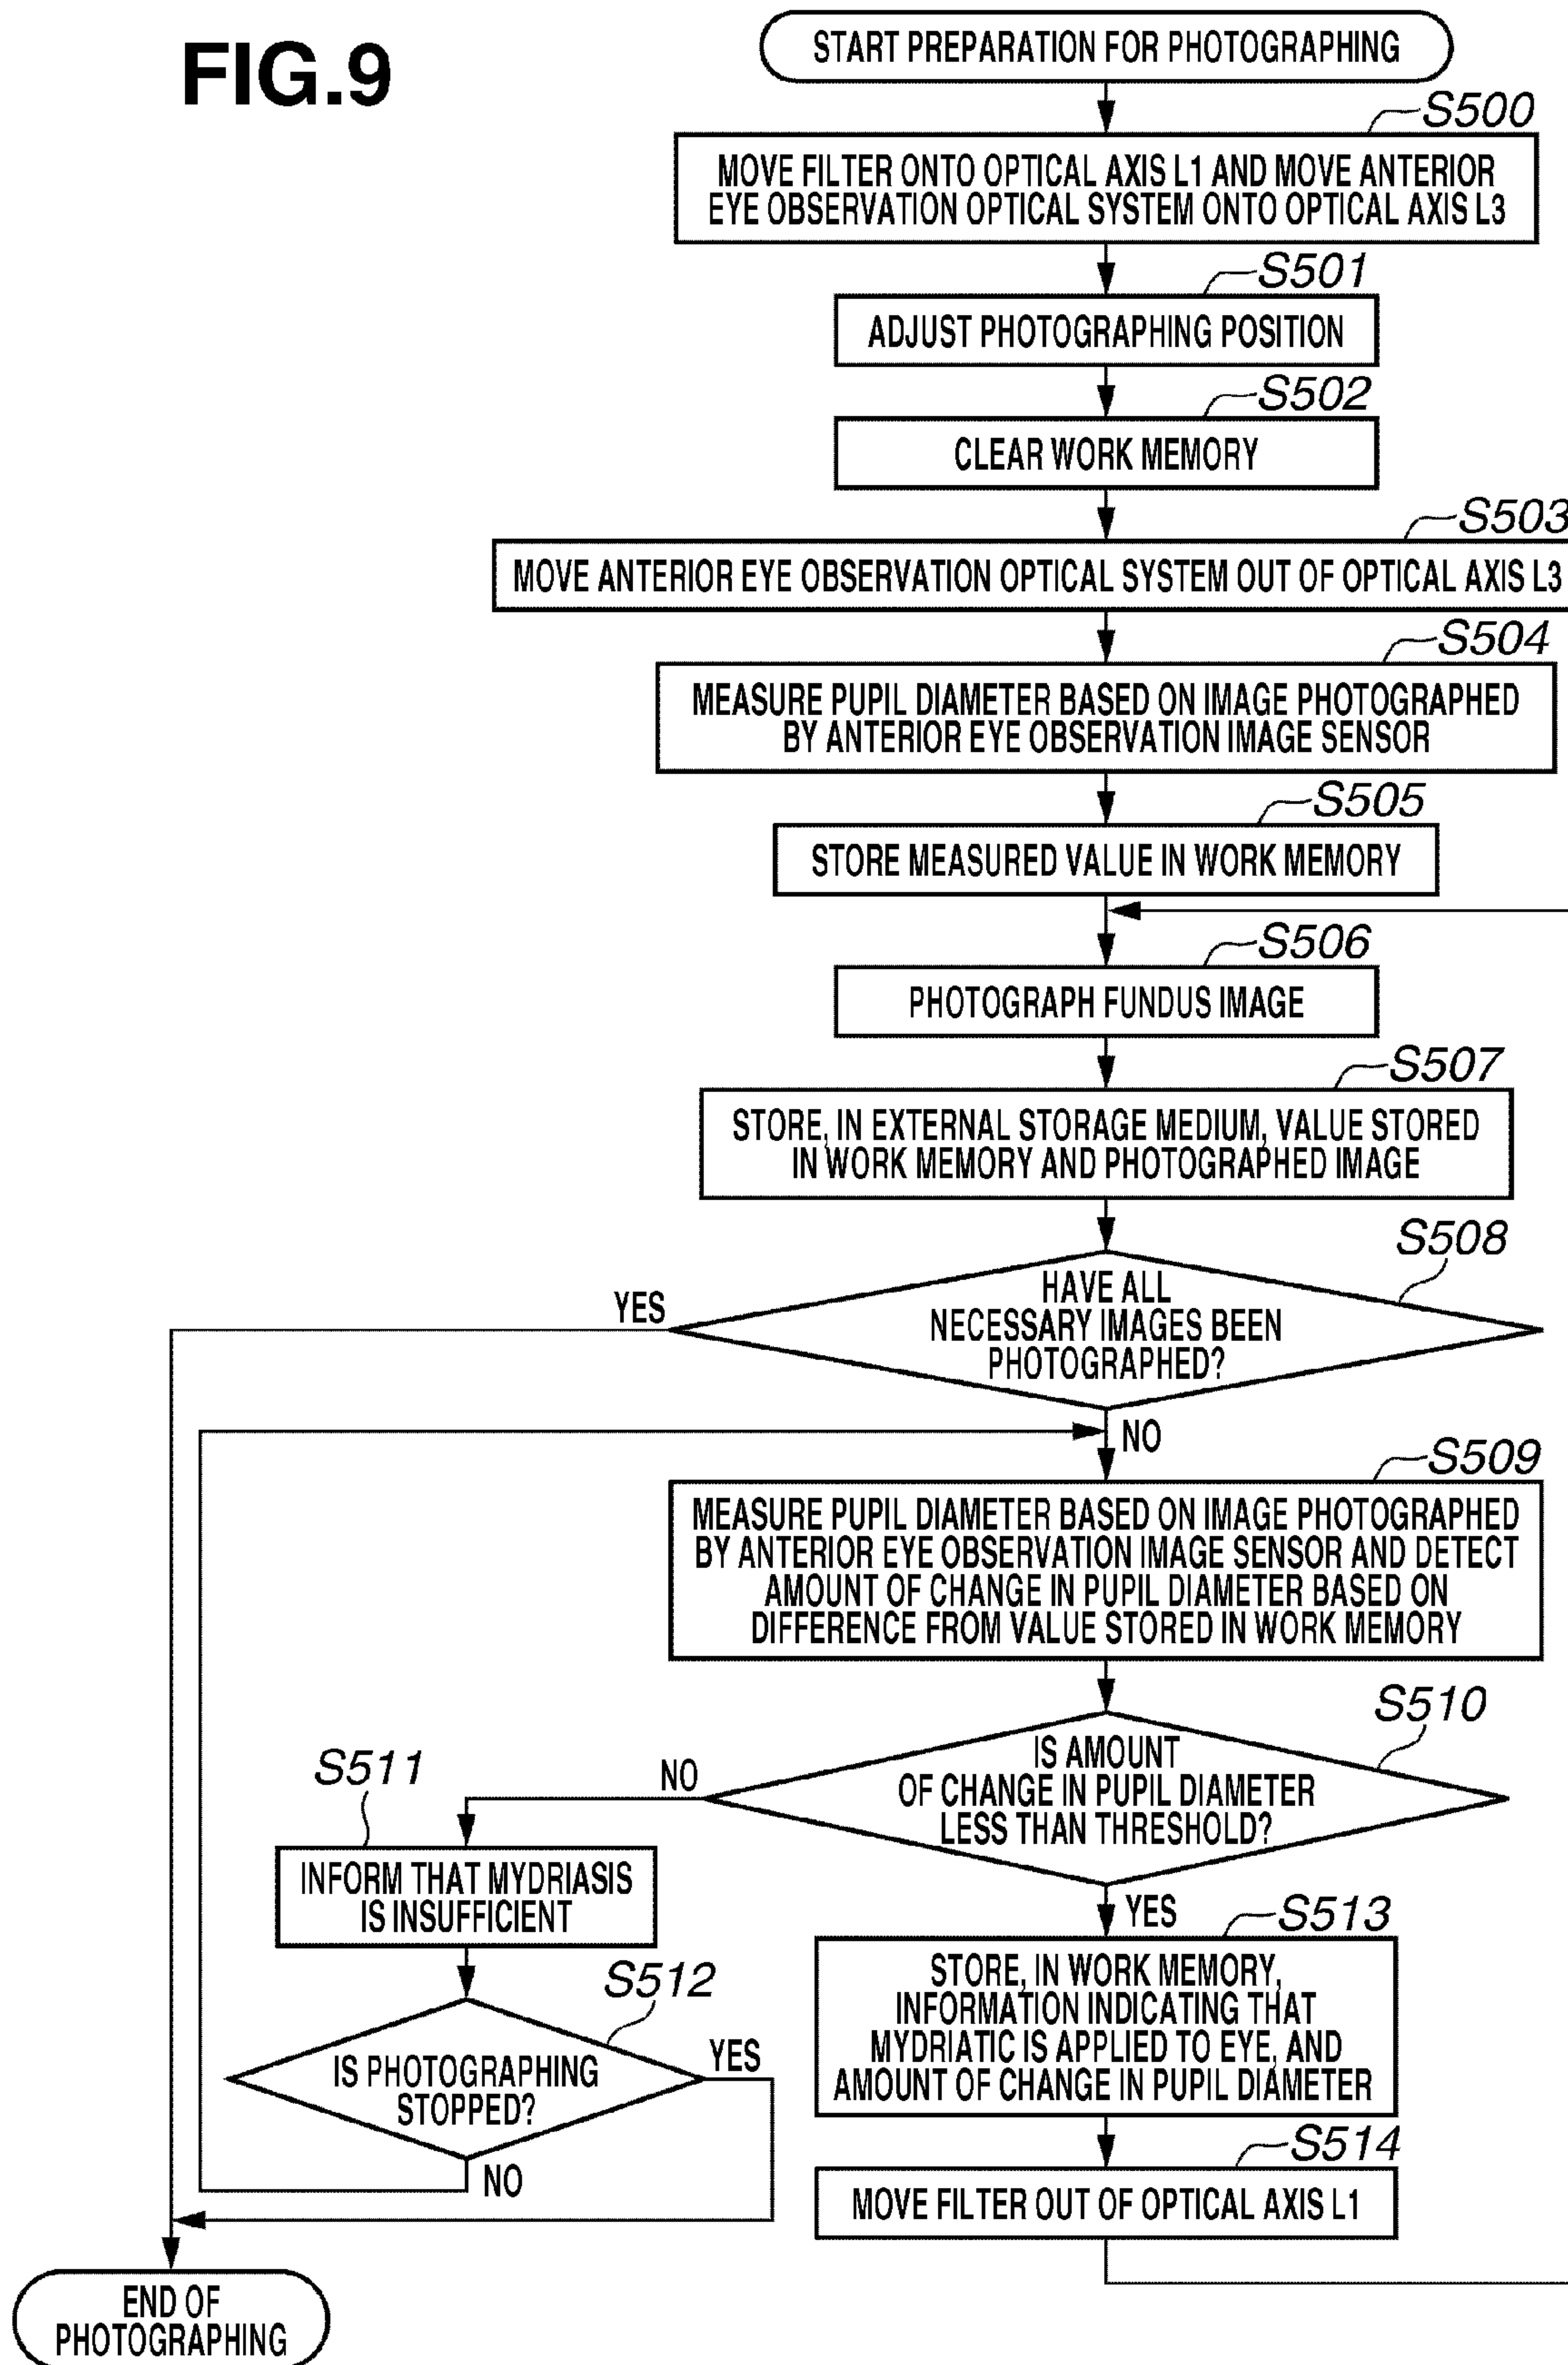 FIG.9
START PREPARATION FOR PHOTOGRAPHING
S500
MOVE FILTER ONTO OPTICAL AXIS L1 AND MOVE ANTERIOR
EYE OBSERVATION OPTICAL SYSTEM ONTO OPTICAL AXIS L3
S501
ADJUST PHOTOGRAPHING POSITION
S502
CLEAR WORK MEMORY
S503
MOVE ANTERIOR EYE OBSERVATION OPTICAL SYSTEM OUT OF OPTICAL AXIS L3
S504
MEASURE PUPIL DIAMETER BASED ON IMAGE PHOTOGRAPHED
BY ANTERIOR EYE OBSERVATION IMAGE SENSOR
S505
STORE MEASURED VALUE IN WORK MEMORY
S506
PHOTOGRAPH FUNDUS IMAGE
S507
STORE, IN EXTERNAL STORAGE MEDIUM, VALUE STORED
IN WORK MEMORY AND PHOTOGRAPHED IMAGE
S508
HAVE ALL
NECESSARY IMAGES BEEN
PHOTOGRAPHED?
YES
NO
S509
MEASURE PUPIL DIAMETER BASED ON IMAGE PHOTOGRAPHED
BY ANTERIOR EYE OBSERVATION IMAGE SENSOR AND DETECT
AMOUNT OF CHANGE IN PUPIL DIAMETER BASED ON
DIFFERENCE FROM VALUE STORED IN WORK MEMORY
S510
IS AMOUNT
OF CHANGE IN PUPIL DIAMETER
LESS THAN THRESHOLD?
NO
YES
S511
INFORM THAT MYDRIASIS
IS INSUFFICIENT
S512
IS PHOTOGRAPHING
STOPPED?
YES
NO
S513
STORE, IN WORK MEMORY,
INFORMATION INDICATING THAT
MYDRIATIC IS APPLIED TO EYE, AND
AMOUNT OF CHANGE IN PUPIL DIAMETER
S514
MOVE FILTER OUT OF OPTICAL AXIS L1
END OF
PHOTOGRAPHING